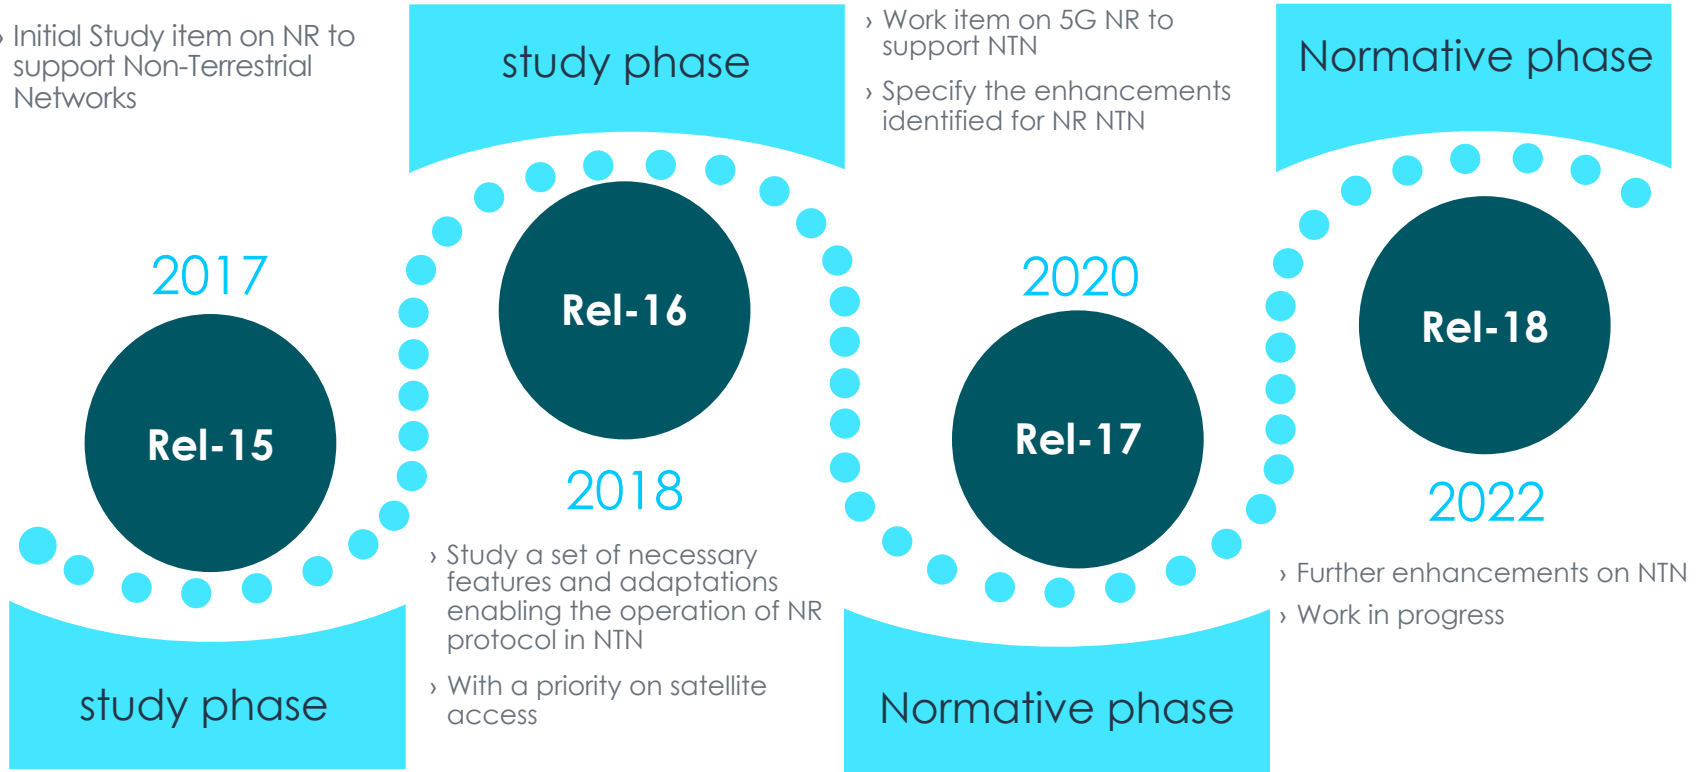 › Initial Study item on NR to
support Non-Terrestrial
Networks
2017
Rel-15
study phase
study phase
Rel-16
2018
› Study a set of necessary
features and adaptations
enabling the operation of NR
protocol in NTN
› With a priority on satellite
access
› Work item on 5G NR to
support NTN
› Specify the enhancements
identified for NR NTN
2020
Rel-17
Normative phase
Normative phase
Rel-18
2022
› Further enhancements on NTN
› Work in progress